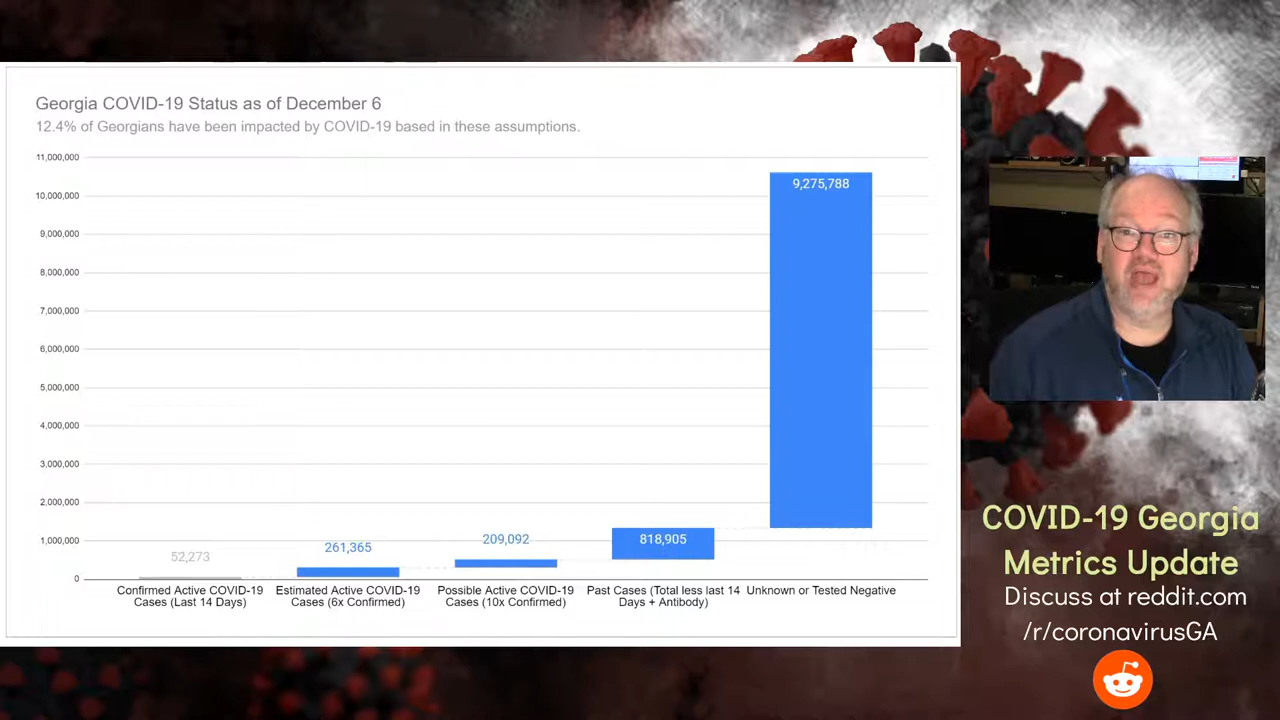 Georgia COVID-19 Status as of December 6
12.4% of Georgians have been impacted by COVID-19 based in these assumptions.
11,000,000
10,000,000
9,000,000
8,000,000
7,000,000
6,000,000
5,000,000
4,000,000
3,000,000
2,000,000
1,000,000
0
52,273
261,365
209,092
818,905
9,275,788
Confirmed Active COVID-19
Cases (Last 14 Days)
Estimated Active COVID-19
Cases (6x Confirmed)
Possible Active COVID-19
Cases (10x Confirmed)
Past Cases (Total less last 14
Days + Antibody)
Unknown or Tested Negative
COVID-19 Georgia
Metrics Update
Discuss at reddit.com
/r/coronavirusGA